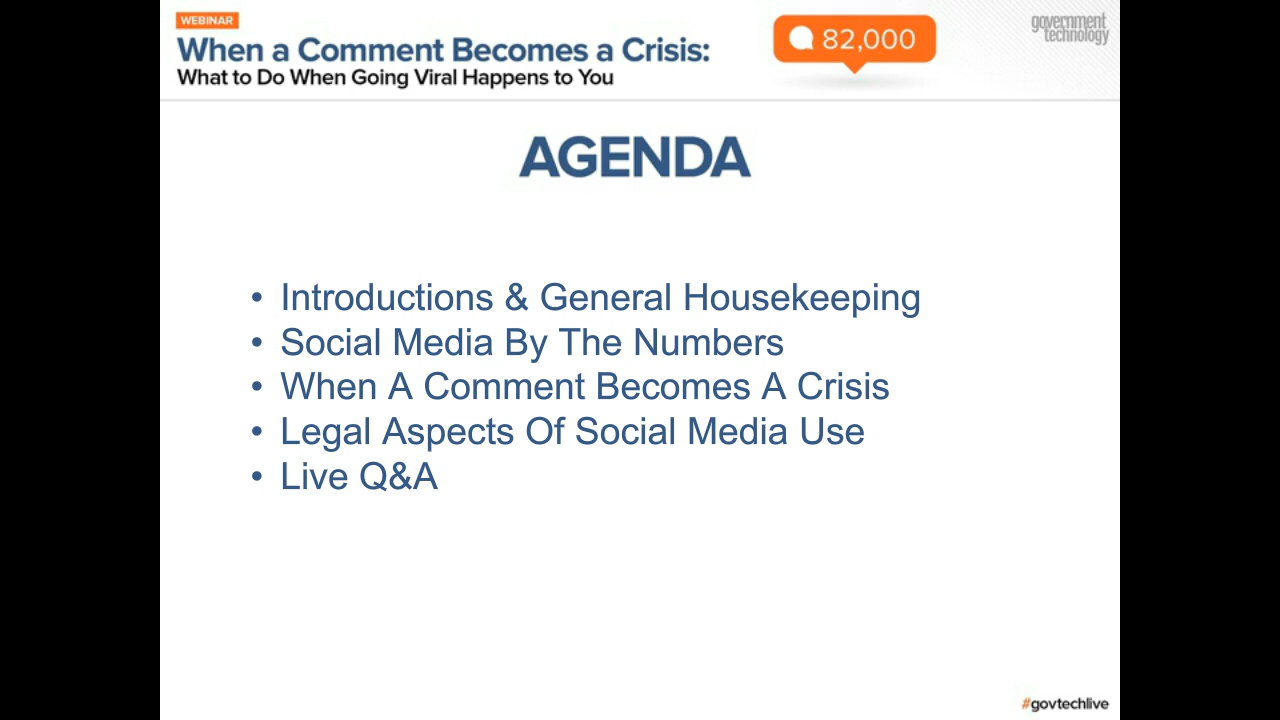 WEBINAR
When a Comment Becomes a Crisis:
What to Do When Going Viral Happens to You
82,000
government
technology
AGENDA
• Introductions & General Housekeeping
• Social Media By The Numbers
• When A Comment Becomes A Crisis
• Legal Aspects Of Social Media Use
• Live Q&A
#govtechlive